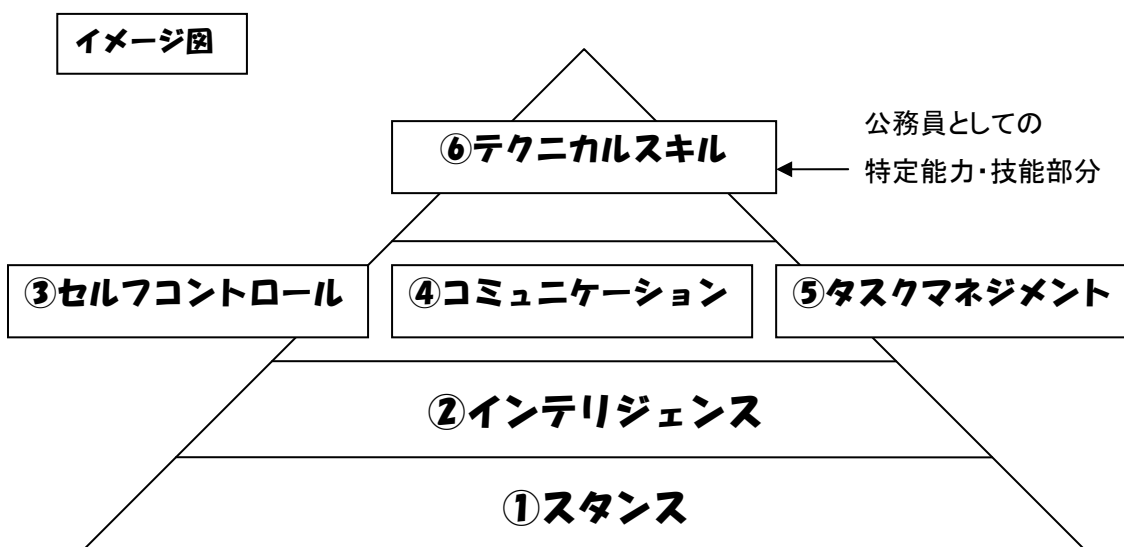 イメージ図
⑥テクニカルスキル
公務員としての
特定能力・技能部分
③セルフコントロール
④コミュニケーション
⑤タスクマネジメント
②インテリジェンス
①スタンス